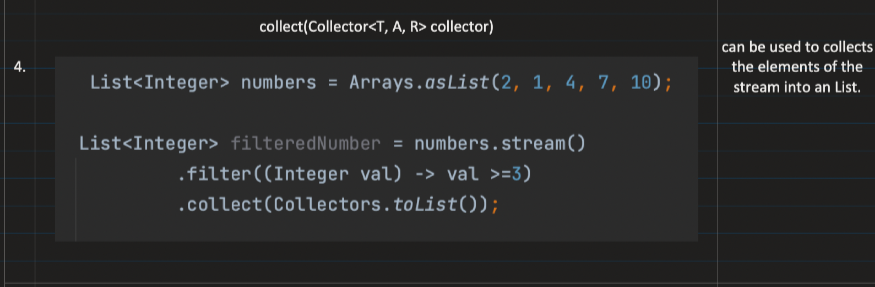 collect(Collector<T, A, R> collector)
4.
List<Integer> numbers = Arrays.asList(2, 1, 4, 7, 10);
List<Integer> filteredNumber = numbers.stream()
.filter((Integer val) -> val >=3)
.collect(Collectors.toList());
can be used to collects
the elements of the
stream into an List.